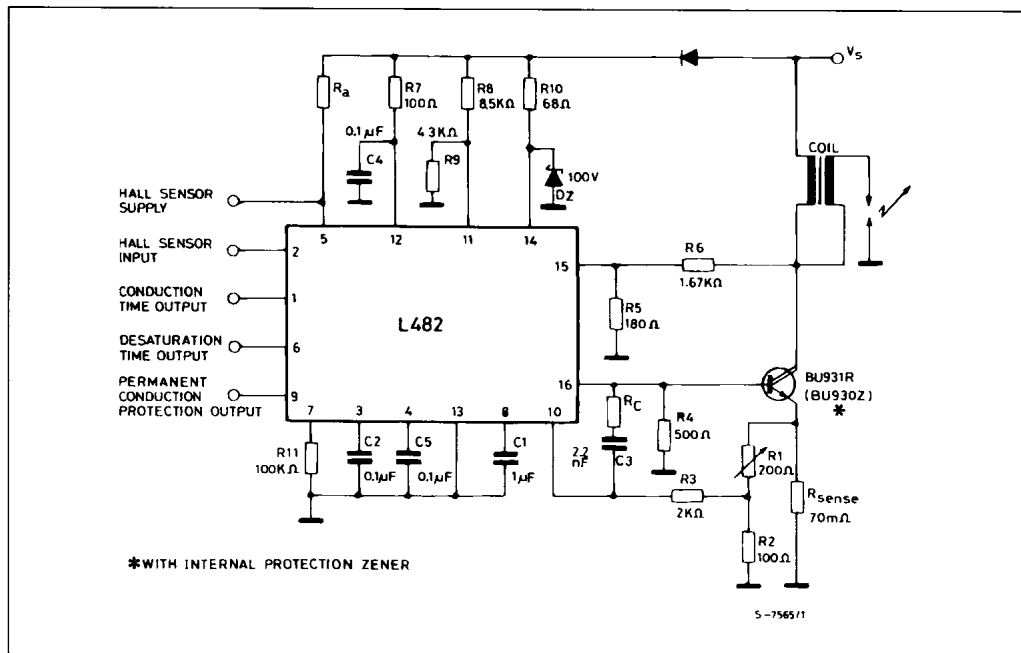 Vs
Ra
R7
100Ω
R8
8.5KΩ
R10
68Ω
0.1µF
C4
4.3KΩ
R9
100V
DZ
COIL
HALL SENSOR
SUPPLY
5
12
11
14
HALL SENSOR
INPUT
2
15
R6
1.67KΩ
CONDUCTION
TIME OUTPUT
1
R5
180Ω
L482
DESATURATION
TIME OUTPUT
6
PERMANENT
CONDUCTION
PROTECTION OUTPUT
9
16
BU931R
(BU930Z)
*
7
3
4
13
8
10
RC
R4
500Ω
R11
100KΩ
C2
0.1µF
C5
0.1µF
C1
1µF
2.2
nF
C3
R3
2KΩ
R1
200Ω
Rsense
70mΩ
R2
100Ω
*WITH INTERNAL PROTECTION ZENER
S-7565/1